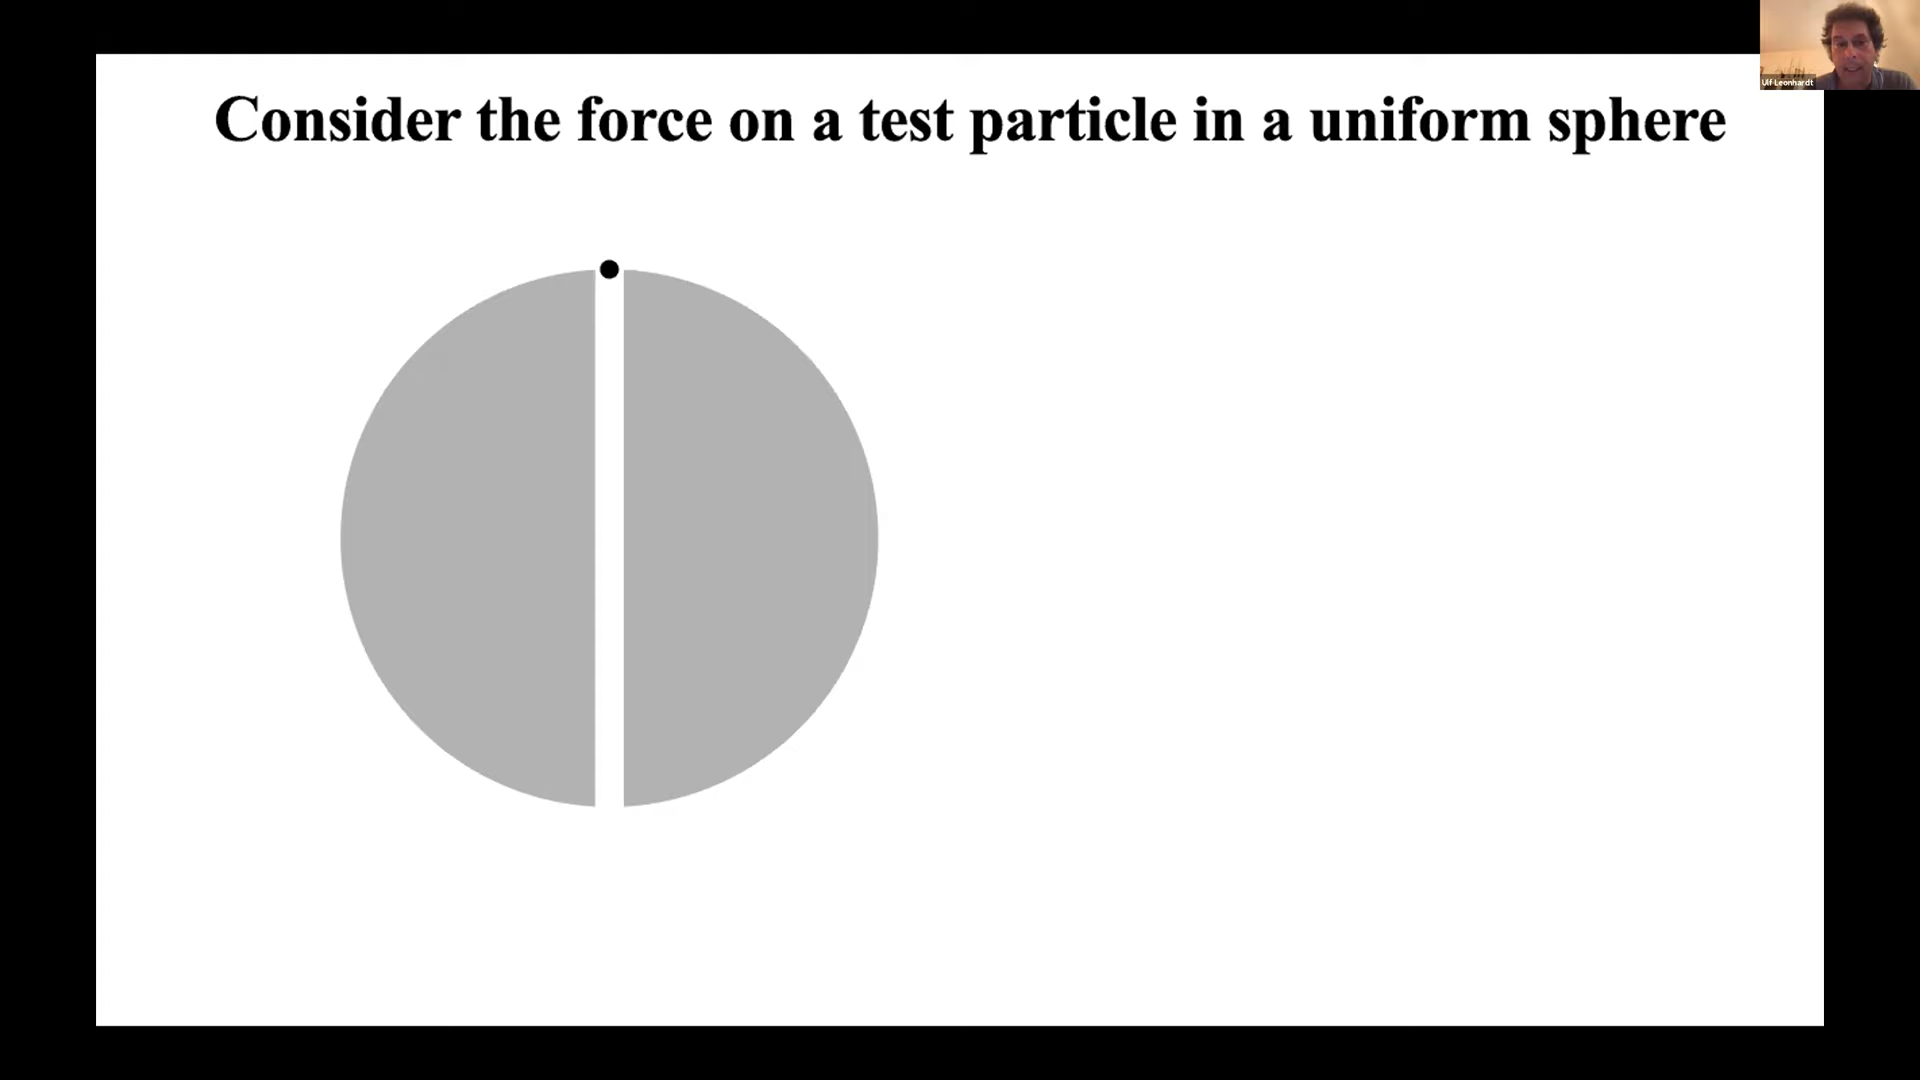 Consider the force on a test particle in a uniform sphere
Ulf Leonhardt